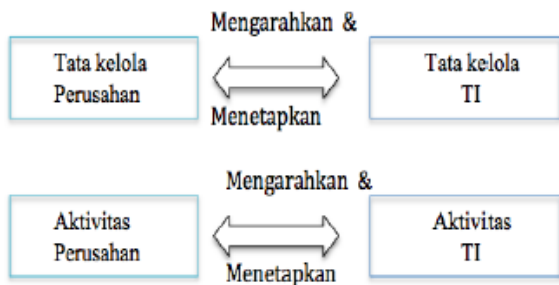 Mengarahkan &
Tata kelola
Perusahan
Tata kelola
TI
Menetapkan
Mengarahkan &
Aktivitas
Perusahan
Aktivitas
TI
Menetapkan